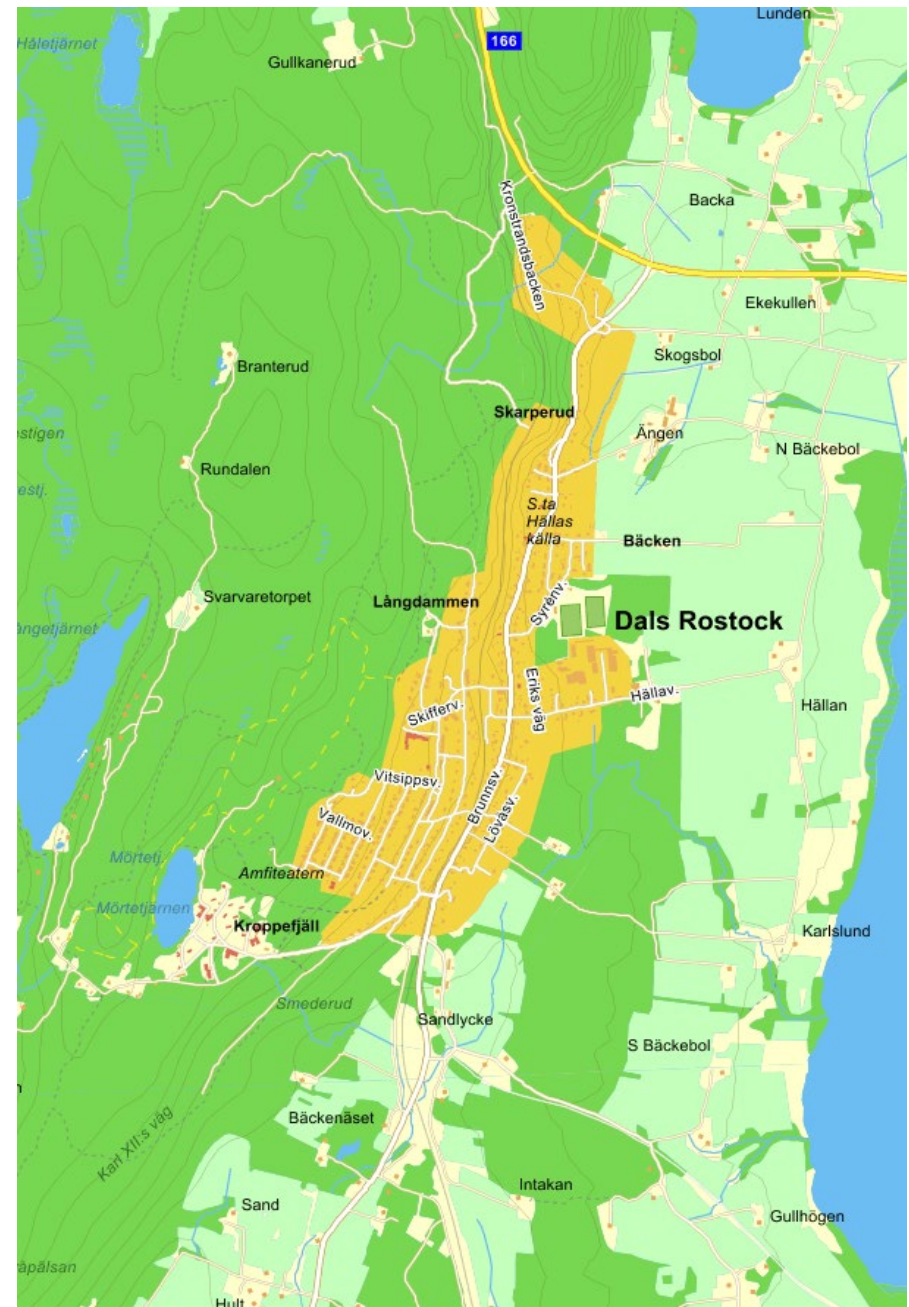 Lunden
Håletjärnet
166
Gullkanerud
Kronstrandsbacken
Backa
Ekekullen
Skogsbol
Branterud
Skarperud
Ängen
N Bäckebol
Rundalen
S.ta
Hällas
källa
Bäcken
Svarvaretorpet
Långdammen
Syrénv.
Dals Rostock
Eriks väg
Hällav.
Hällan
Skifferv.
Vitsippsv.
Brunnsv.
Lövåsv.
Vallmov.
Mörtetj.
Amfiteatern
Mörtetjärnen
Kroppefjäll
Karlslund
Smederud
Sandlycke
S Bäckebol
Bäckenäset
Karl XII:s väg
Intakan
Sand
Gullhögen
Hult